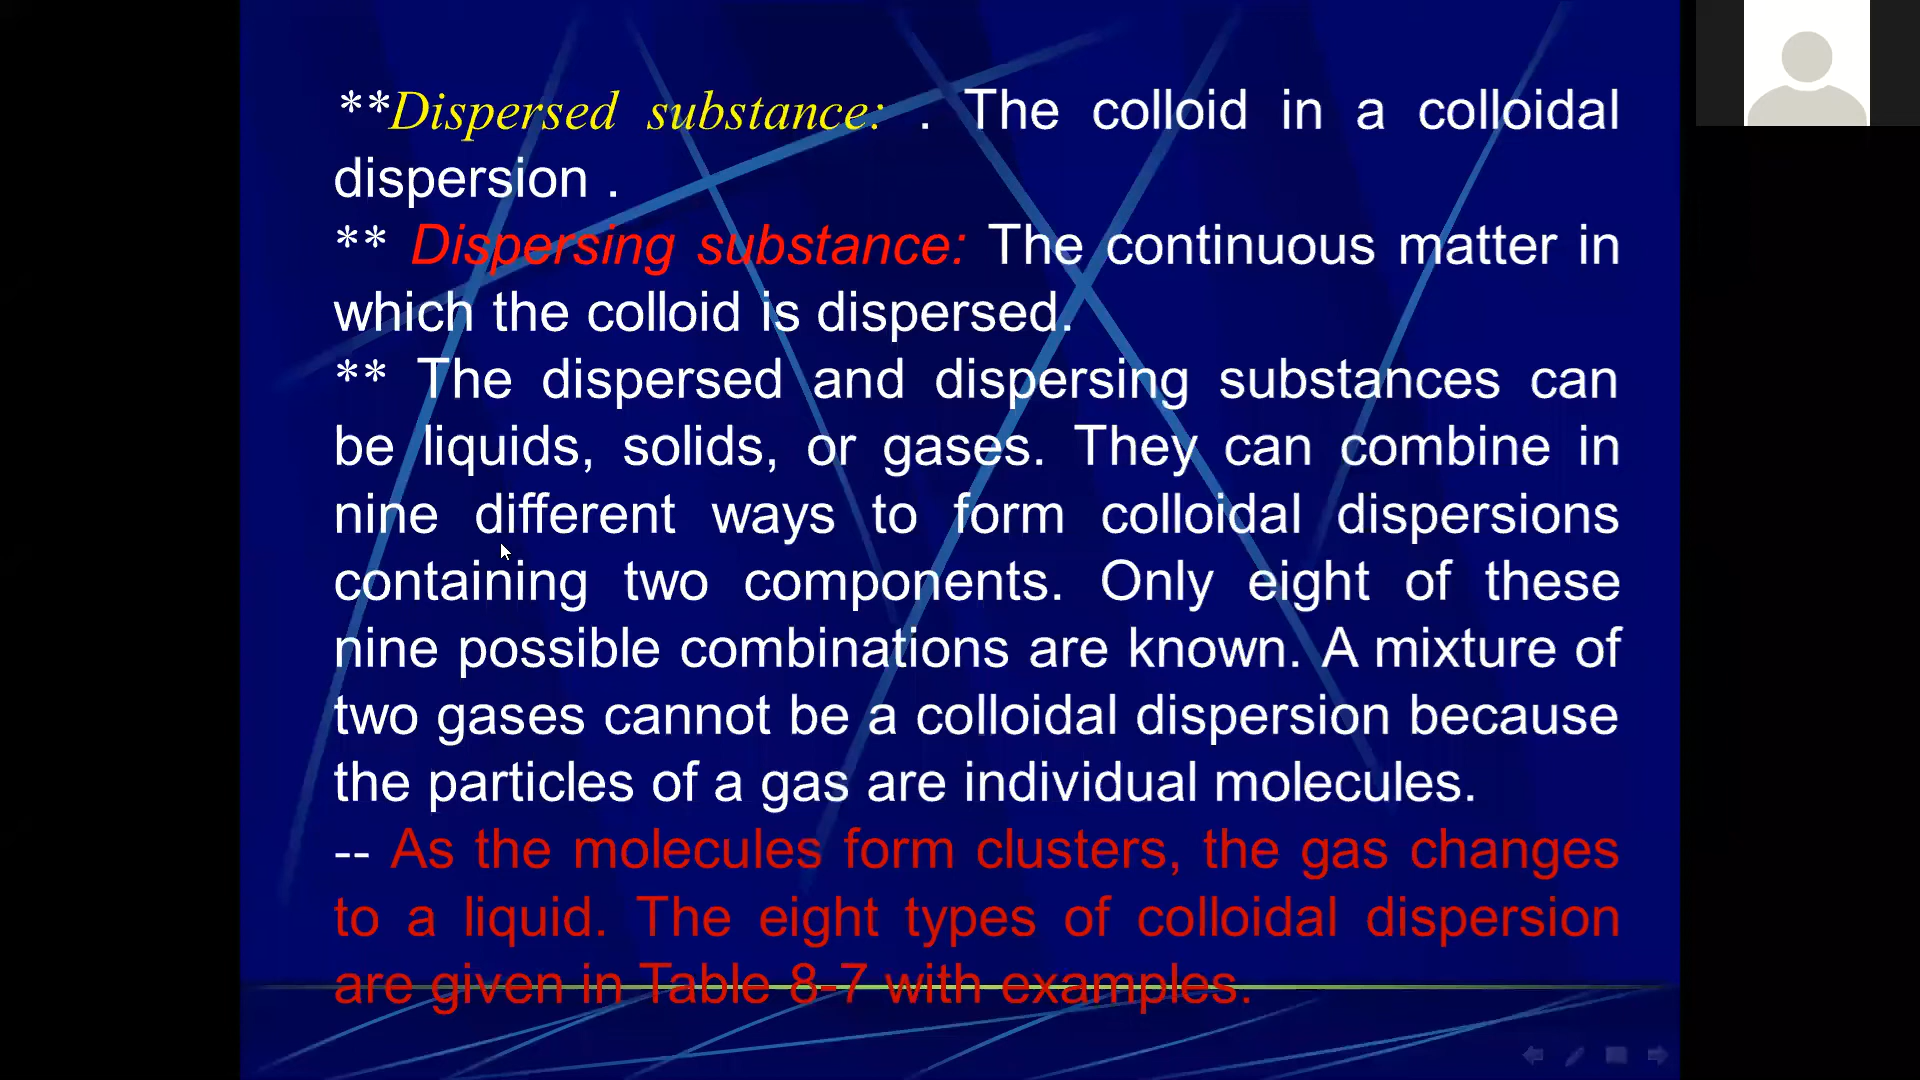 **Dispersed substance: . The colloid in a colloidal
dispersion .
** Dispersing substance: The continuous matter in
which the colloid is dispersed.
** The dispersed and dispersing substances can
be liquids, solids, or gases. They can combine in
nine different ways to form colloidal dispersions
containing two components. Only eight of these
nine possible combinations are known. A mixture of
two gases cannot be a colloidal dispersion because
the particles of a gas are individual molecules.
-- As the molecules form clusters, the gas changes
to a liquid. The eight types of colloidal dispersion
are given in Table 8-7 with examples.